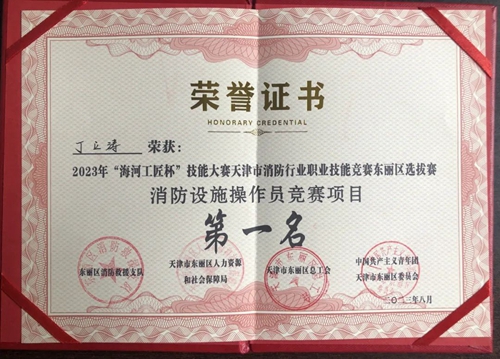 荣誉证书
HONORARY CREDENTIAL
丁立涛 荣获:
2023年“海河工匠杯”技能大赛天津市消防行业职业技能竞赛东丽区选拔赛
消防设施操作员竞赛项目
第一名
东丽区消防救援支队
天津市东丽区人力资源和社会保障局
天津市东丽区总工会
中国共产主义青年团天津市东丽区委员会
二〇二三年八月